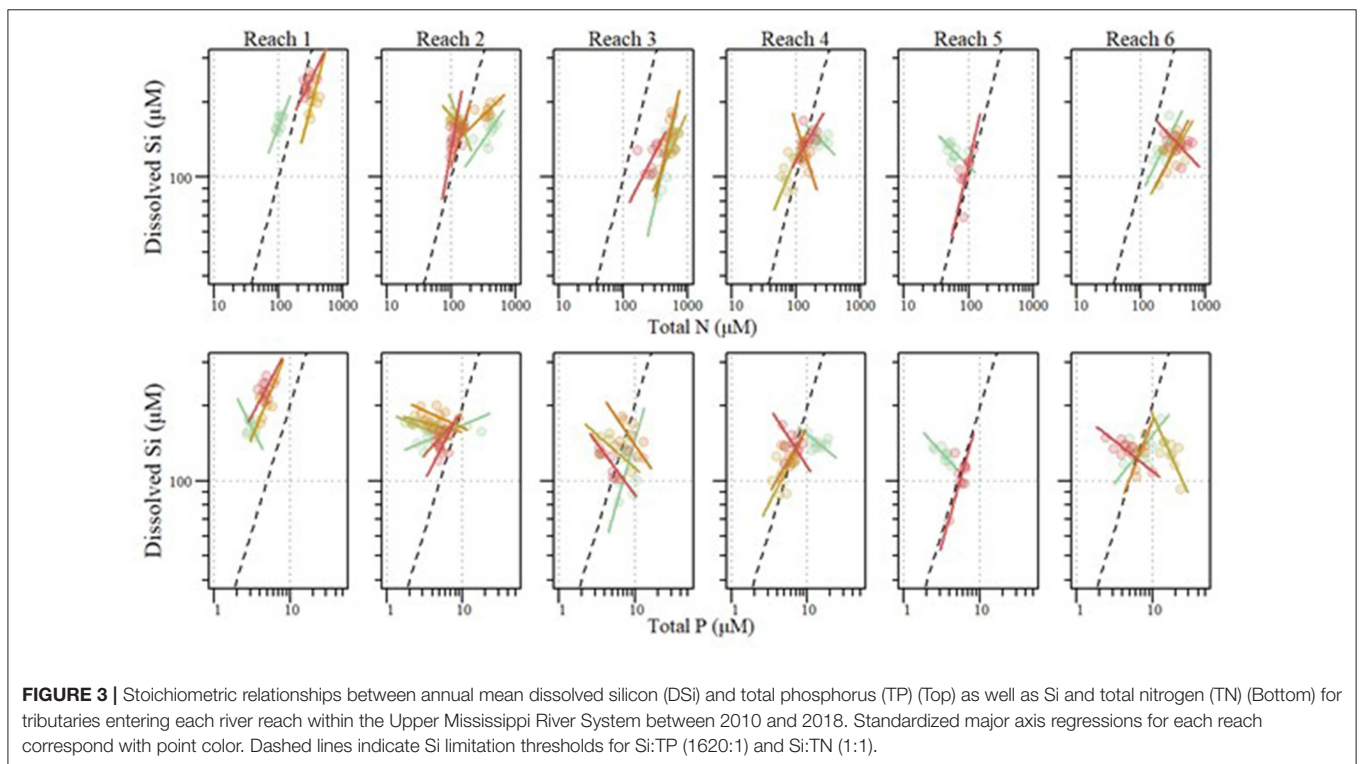 Reach 1 Reach 2 Reach 3 Reach 4 Reach 5 Reach 6
Dissolved Si (µM)
100
10 100 1000 10 100 1000 10 100 1000 10 100 1000 10 100 1000 10 100 1000
Total N (µM)
Dissolved Si (µM)
100
1 10 1 10 1 10 1 10 1 10 1 10
Total P (µM)
FIGURE 3 | Stoichiometric relationships between annual mean dissolved silicon (DSi) and total phosphorus (TP) (Top) as well as Si and total nitrogen (TN) (Bottom) for
tributaries entering each river reach within the Upper Mississippi River System between 2010 and 2018. Standardized major axis regressions for each reach
correspond with point color. Dashed lines indicate Si limitation thresholds for Si:TP (1620:1) and Si:TN (1:1).